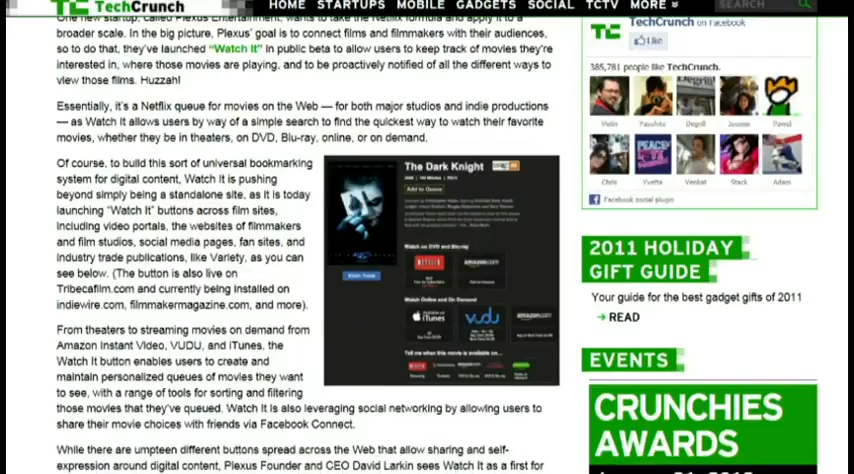 TC TechCrunch
HOME STARTUPS MOBILE GADGETS SOCIAL TCTV MORE
SEARCH
One new startup, called Plexus Entertainment, wants to take the Netflix formula and apply it to a
broader scale. In the big picture, Plexus' goal is to connect films and filmmakers with their audiences,
so to do that, they've launched "Watch It" in public beta to allow users to keep track of movies they're
interested in, where those movies are playing, and to be proactively notified of all the different ways to
view those films. Huzzah!
Essentially, it's a Netflix queue for movies on the Web — for both major studios and indie productions
— as Watch It allows users by way of a simple search to find the quickest way to watch their favorite
movies, whether they be in theaters, on DVD, Blu-ray, online, or on demand.
Of course, to build this sort of universal bookmarking
system for digital content, Watch It is pushing
beyond simply being a standalone site, as it is today
launching "Watch It" buttons across film sites,
including video portals, the websites of filmmakers
and film studios, social media pages, fan sites, and
industry trade publications, like Variety, as you can
see below. (The button is also live on
Tribecafilm.com and currently being installed on
indiewire.com, filmmakermagazine.com, and more).
From theaters to streaming movies on demand from
Amazon Instant Video, VUDU, and iTunes, the
Watch It button enables users to create and
maintain personalized queues of movies they want
to see, with a range of tools for sorting and filtering
those movies that they've queued. Watch It is also leveraging social networking by allowing users to
share their movie choices with friends via Facebook Connect.
While there are umpteen different buttons spread across the Web that allow sharing and self-
expression around digital content, Plexus Founder and CEO David Larkin sees Watch It as a first for
The Dark Knight
Add to Queue
Watch on DVD and Blu-ray
NETFLIX
amazon.com
Watch Online and On Demand
iTunes
vudu
amazon.com
Tell me when this movie is available on...
TechCrunch on Facebook
Like
385,781 people like TechCrunch.
Degrill
Chris
Yvette
Venkat
Stack
Adam
Facebook social plugin
2011 HOLIDAY
GIFT GUIDE
Your guide for the best gadget gifts of 2011
→ READ
EVENTS
CRUNCHIES
AWARDS